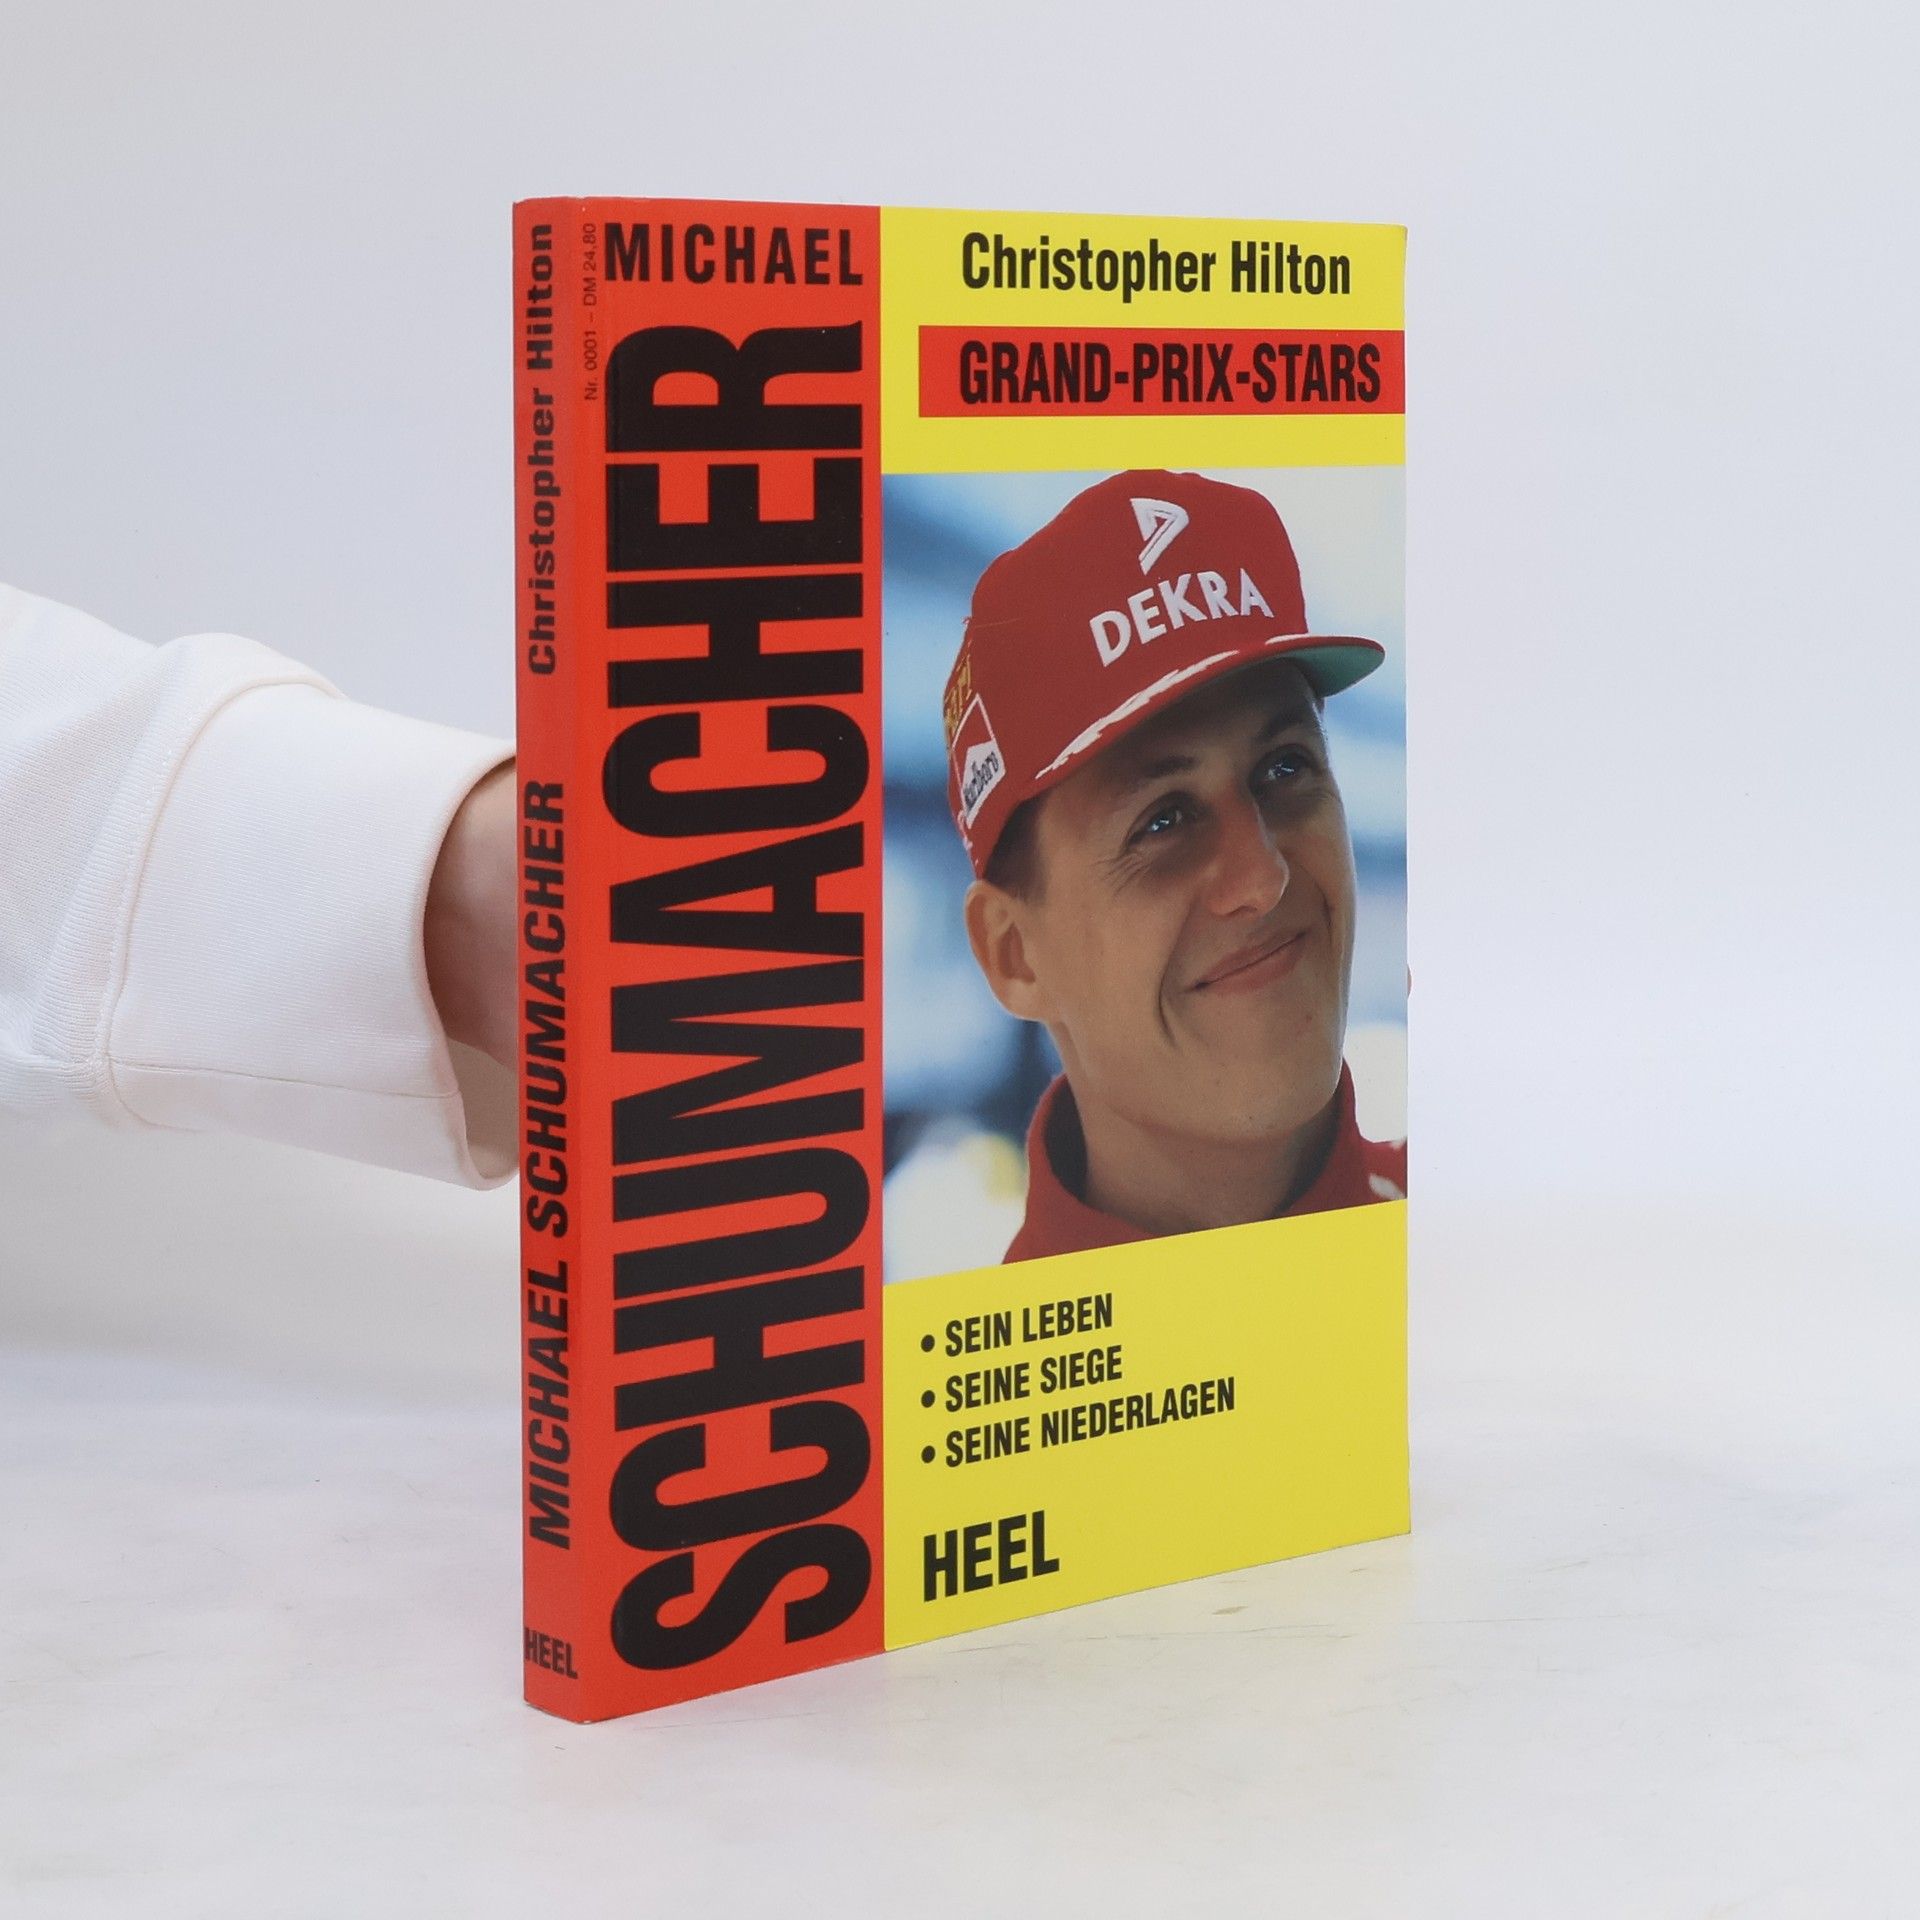 MICHAEL SCHUMACHER Christopher Hilton
HEEL
Nr. 0001 – DM 24,80
MICHAEL
SCHUMACHER
Christopher Hilton
GRAND-PRIX-STARS
DEKRA
Marlboro
• SEIN LEBEN
• SEINE SIEGE
• SEINE NIEDERLAGEN
HEEL